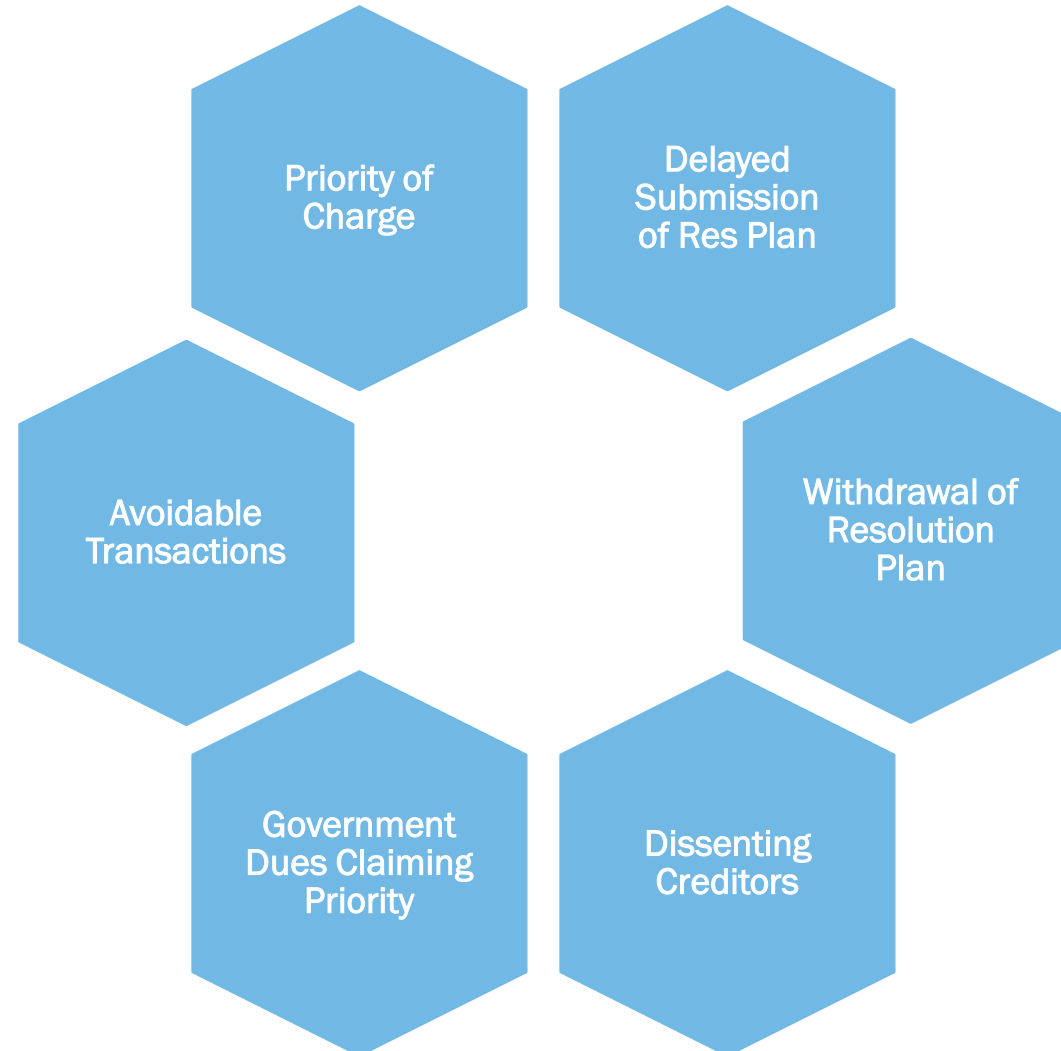 Priority of
Charge
Delayed
Submission
of Res Plan
Avoidable
Transactions
Withdrawal of
Resolution
Plan
Government
Dues Claiming
Priority
Dissenting
Creditors